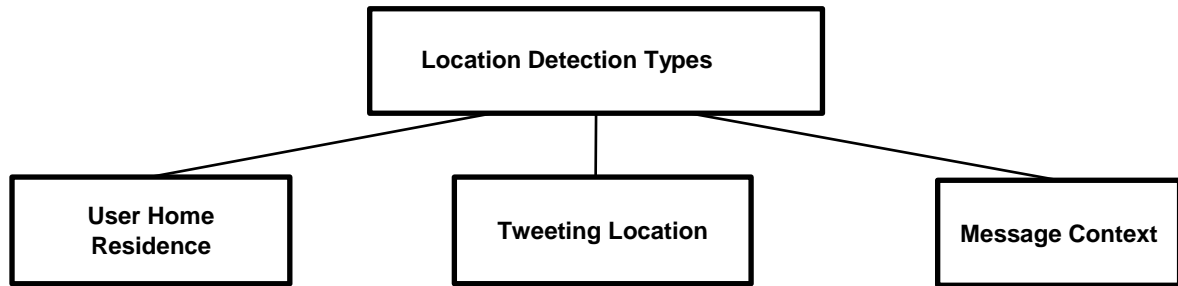 Location Detection Types
User Home
Residence
Tweeting Location
Message Context